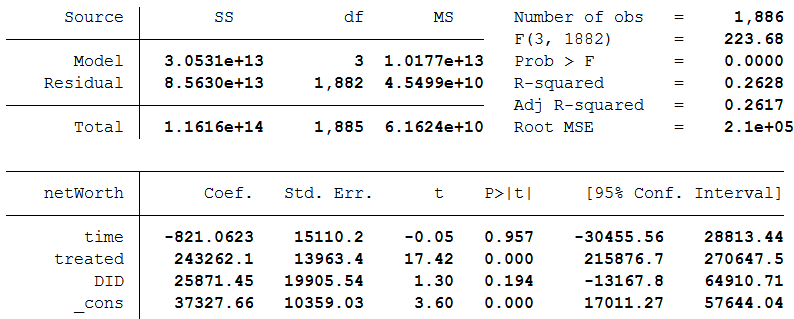 Source SS df MS Number of obs = 1,886
F(3, 1882) = 223.68
Model 3.0531e+13 3 1.0177e+13 Prob > F = 0.0000
Residual 8.5630e+13 1,882 4.5499e+10 R-squared = 0.2628
Adj R-squared = 0.2617
Total 1.1616e+14 1,885 6.1624e+10 Root MSE = 2.1e+05
netWorth Coef. Std. Err. t P>|t| [95% Conf. Interval]
time -821.0623 15110.2 -0.05 0.957 -30455.56 28813.44
treated 243262.1 13963.4 17.42 0.000 215876.7 270647.5
DID 25871.45 19905.54 1.30 0.194 -13167.8 64910.71
_cons 37327.66 10359.03 3.60 0.000 17011.27 57644.04